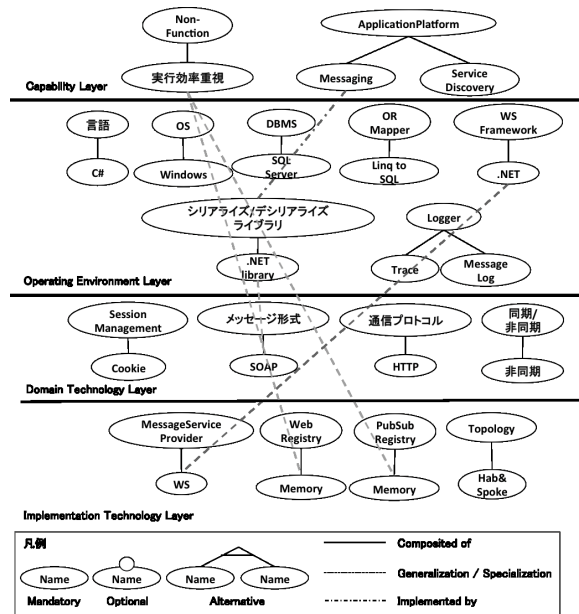 Non-
Function
ApplicationPlatform
実行効率重視
Messaging
Service
Discovery
Capability Layer
言語
OS
DBMS
OR
Mapper
WS
Framework
C#
Windows
SQL
Server
Linq to
SQL
.NET
シリアライズ/デシリアライズ
ライブラリ
Logger
.NET
library
Trace
Message
Log
Operating Environment Layer
Session
Management
メッセージ形式
通信プロトコル
同期/
非同期
Cookie
SOAP
HTTP
非同期
Domain Technology Layer
MessageService
Provider
Web
Registry
PubSub
Registry
Topology
WS
Memory
Memory
Hab&
Spoke
Implementation Technology Layer
凡例
Name
Name
Name
Name
Mandatory
Optional
Alternative
Composited of
Generalization / Specialization
Implemented by